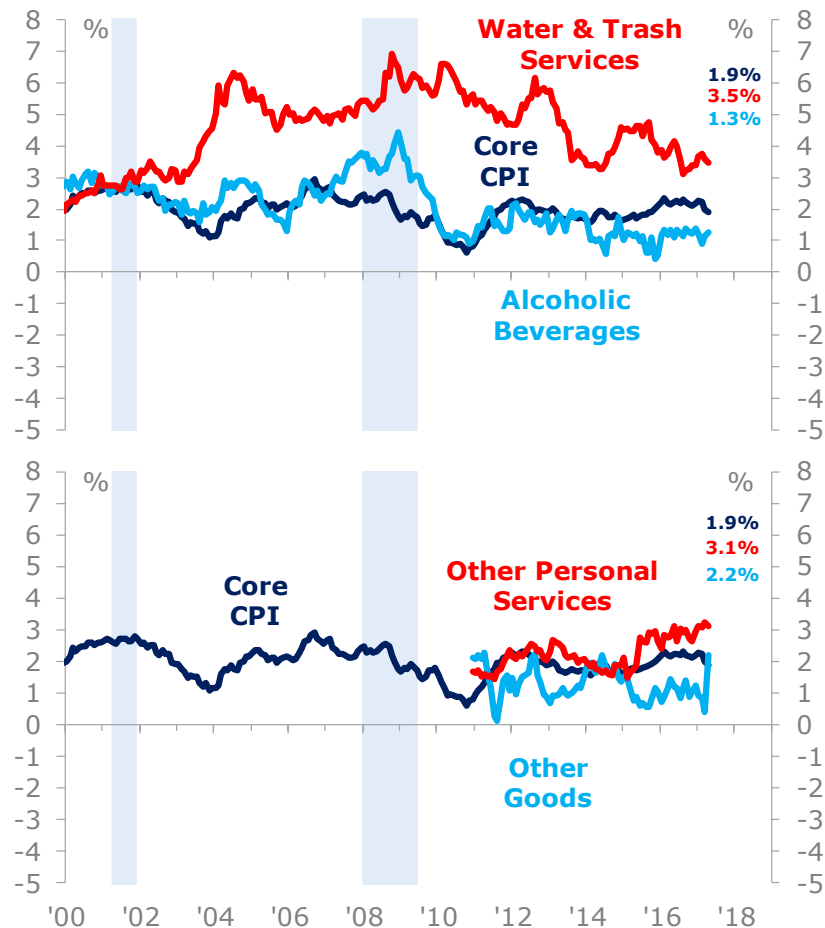 8 % Water & Trash % 8
7 Services 7
1.9%
6 3.5% 6
1.3%
5 5
Core
4 CPI 4
3 3
2 2
1 1
0 0
-1 Alcoholic -1
-2 Beverages -2
-3 -3
-4 -4
-5 -5
8 8
% %
7 7
1.9%
6 3.1% 6
5 Other Personal 2.2% 5
Core Services
4 CPI 4
3 3
2 2
1 1
0 0
-1 -1
Other
-2 Goods -2
-3 -3
-4 -4
-5 -5
'00 '02 '04 '06 '08 '10 '12 '14 '16 '18